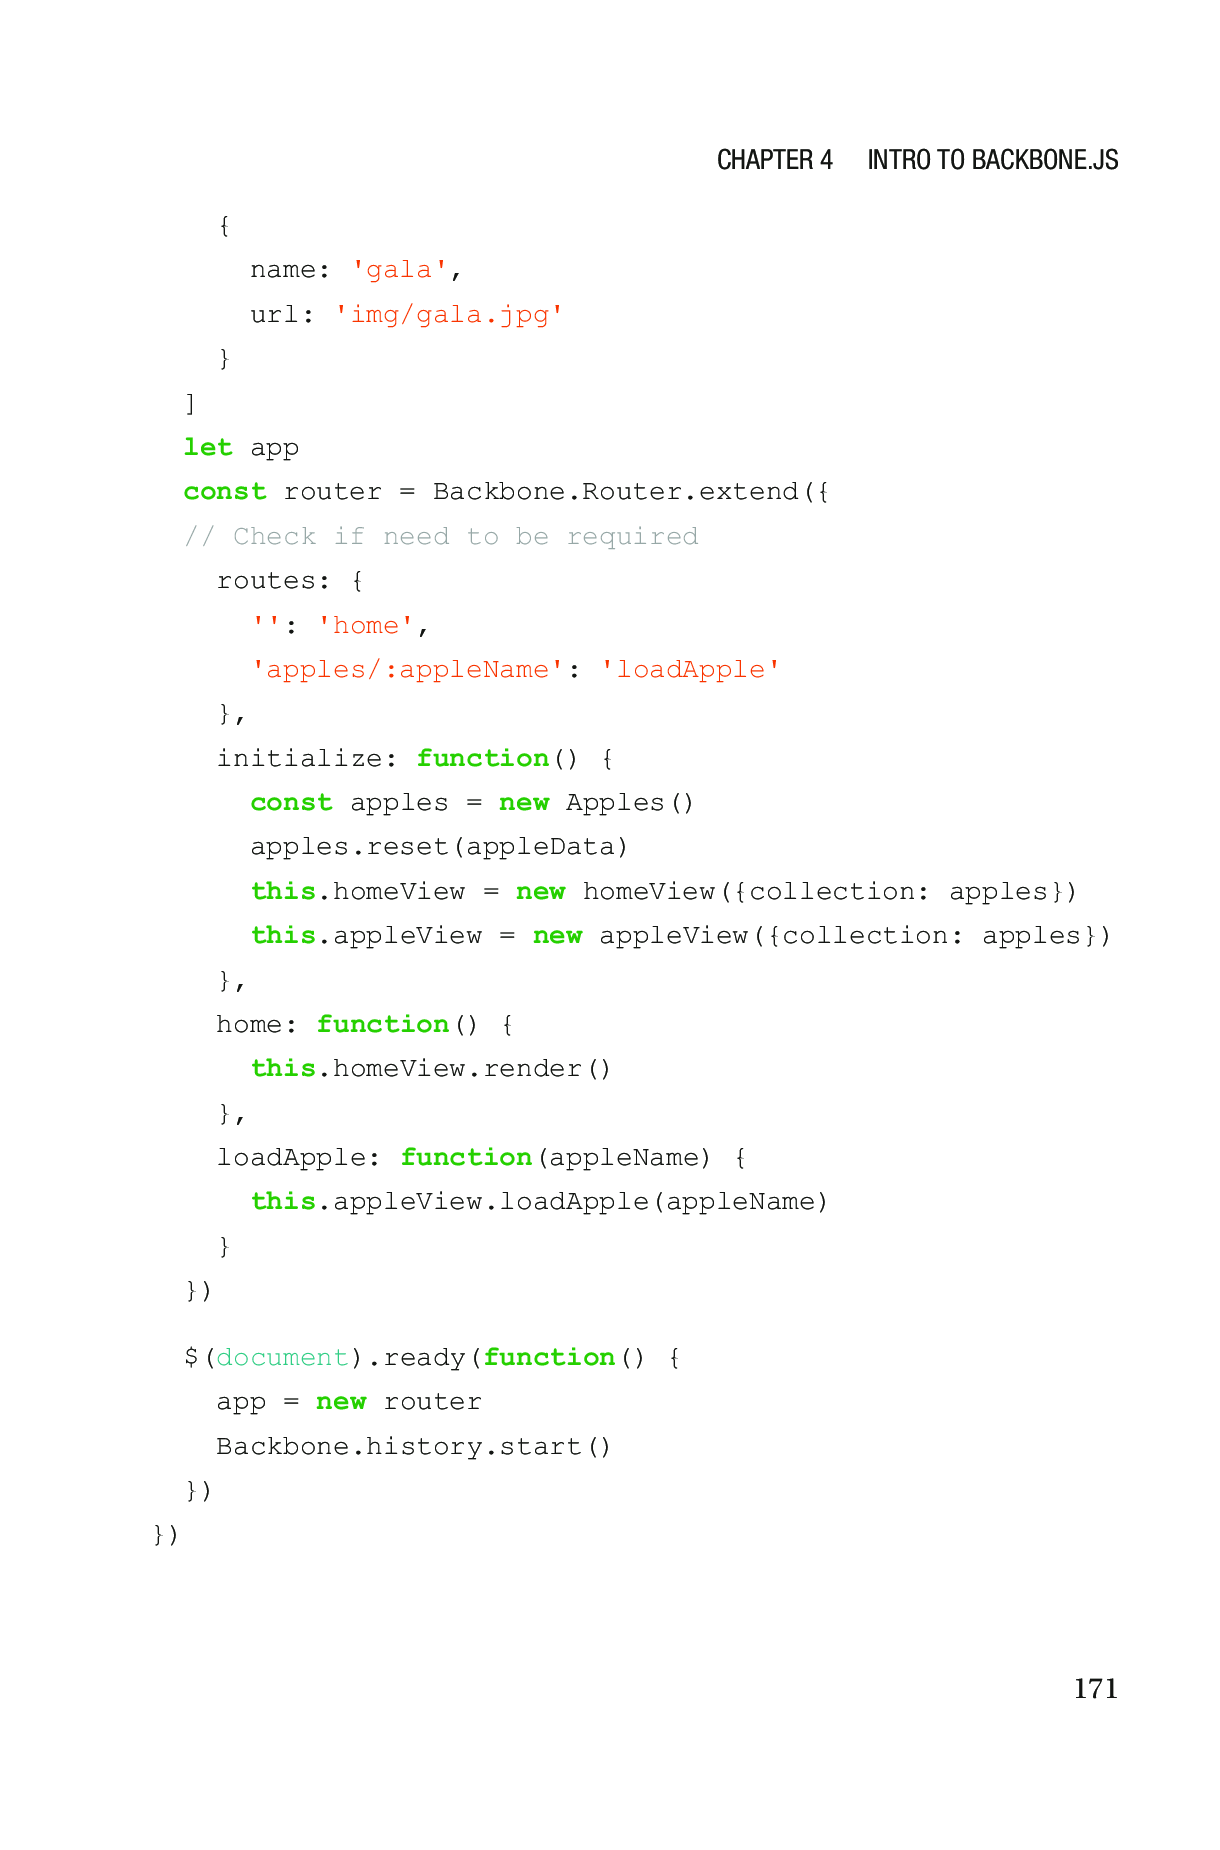 CHAPTER 4 INTRO TO BACKBONE.JS
    {
      name: 'gala',
      url: 'img/gala.jpg'
    }
  ]
  let app
  const router = Backbone.Router.extend({
  // Check if need to be required
    routes: {
      '': 'home',
      'apples/:appleName': 'loadApple'
    },
    initialize: function() {
      const apples = new Apples()
      apples.reset(appleData)
      this.homeView = new homeView({collection: apples})
      this.appleView = new appleView({collection: apples})
    },
    home: function() {
      this.homeView.render()
    },
    loadApple: function(appleName) {
      this.appleView.loadApple(appleName)
    }
  })
  $(document).ready(function() {
    app = new router
    Backbone.history.start()
  })
})
171